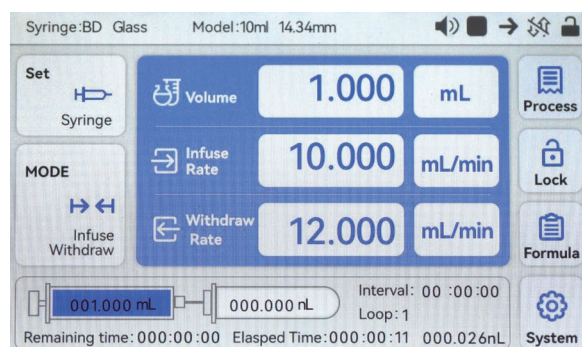 Syringe:BD Glass Model:10ml 14.34mm
Set
Syringe
MODE
Infuse
Withdraw
Volume 1.000 mL
Infuse
Rate
10.000 mL/min
Withdraw
Rate
12.000 mL/min
Process
Lock
Formula
System
001.000 mL
000.000 nL
Interval: 00 :00:00
Loop: 1
Remaining time:000:00:00 Elasped Time:000:00:11 000.026nL